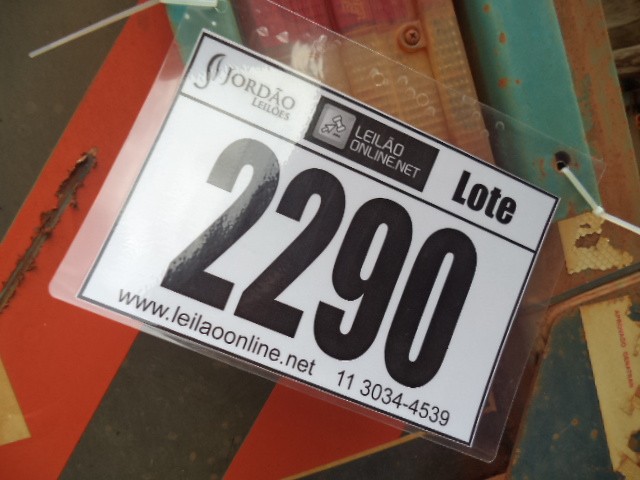 JORDÃO
LEILÕES
LEILÃO
ONLINE.NET
Lote
2290
www.leilaoonline.net
11 3034-4539